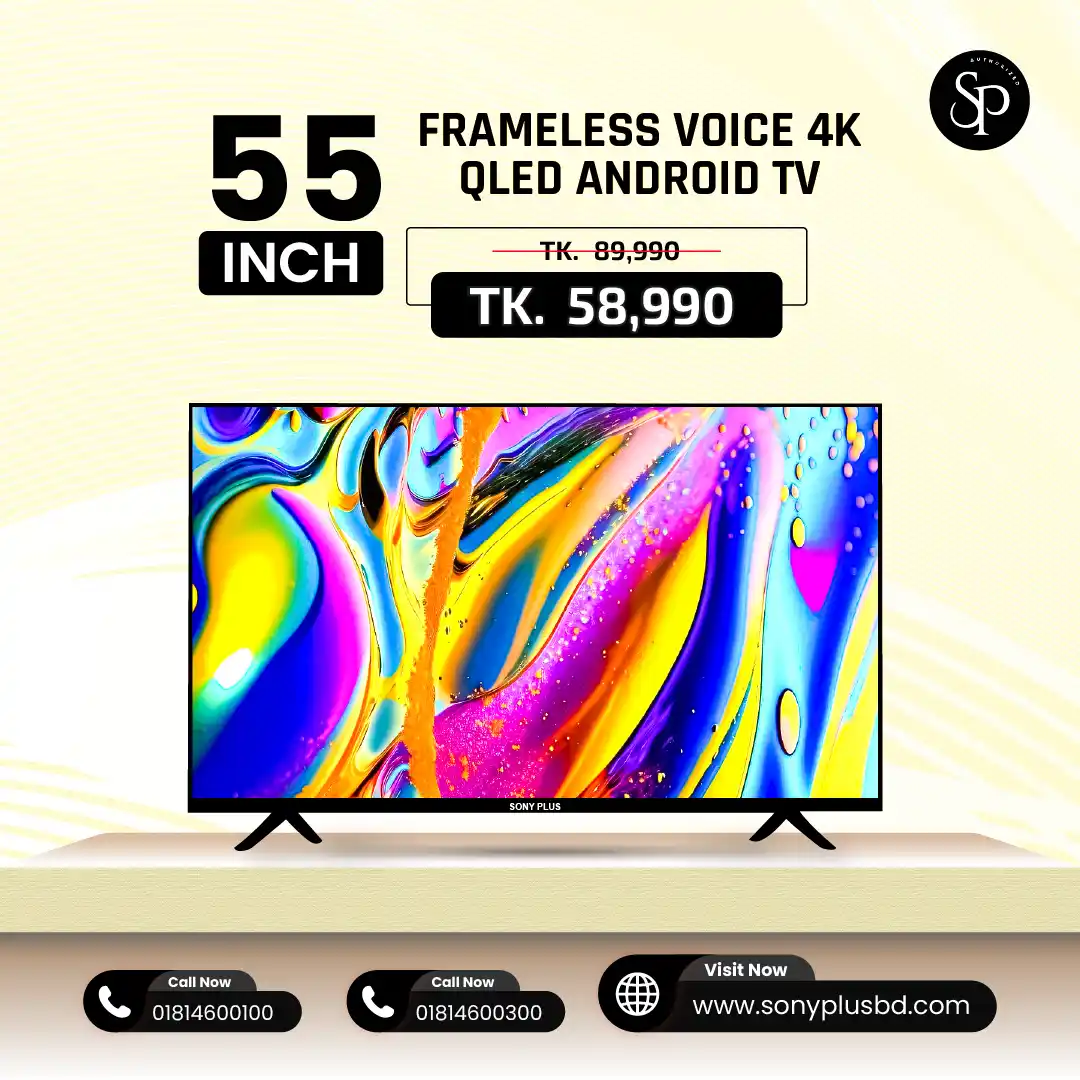 AUTHORIZED
SP
55
INCH
FRAMELESS VOICE 4K
QLED ANDROID TV
TK. 89,990
TK. 58,990
SONY PLUS
Call Now
01814600100
Call Now
01814600300
Visit Now
www.sonyplusbd.com